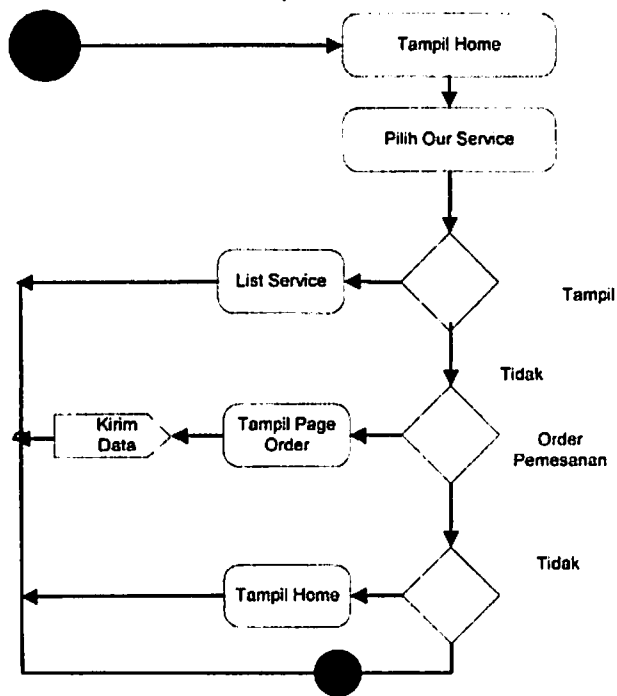 Tampil Home
Pilih Our Service
List Service
Tampil
Tidak
Kirim
Data
Tampil Page
Order
Order
Pemesanan
Tidak
Tampil Home